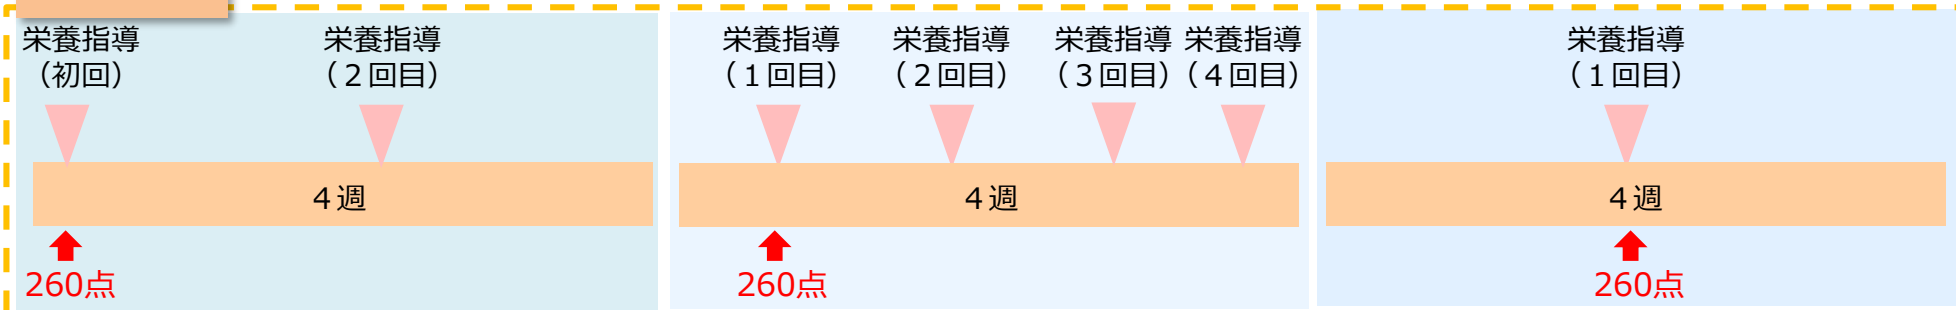 栄養指導
（初回）
栄養指導
（２回目）
４週
260点
栄養指導
（１回目）
栄養指導
（２回目）
栄養指導
（３回目）
栄養指導
（４回目）
４週
260点
栄養指導
（１回目）
４週
260点